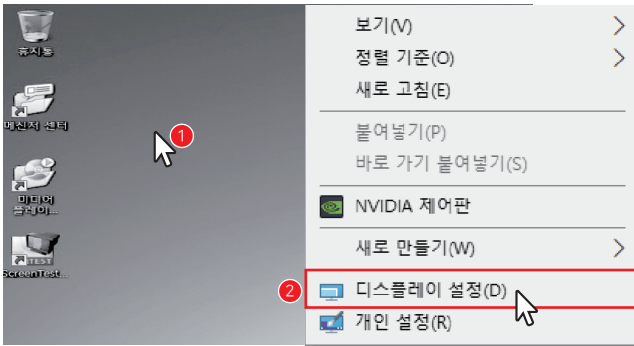 휴지통
메신저 센터
미디어
플레이...
TEST
ScreenTest...
1
보기(V)
정렬 기준(O)
새로 고침(E)
붙여넣기(P)
바로 가기 붙여넣기(S)
NVIDIA 제어판
새로 만들기(W)
2
디스플레이 설정(D)
개인 설정(R)